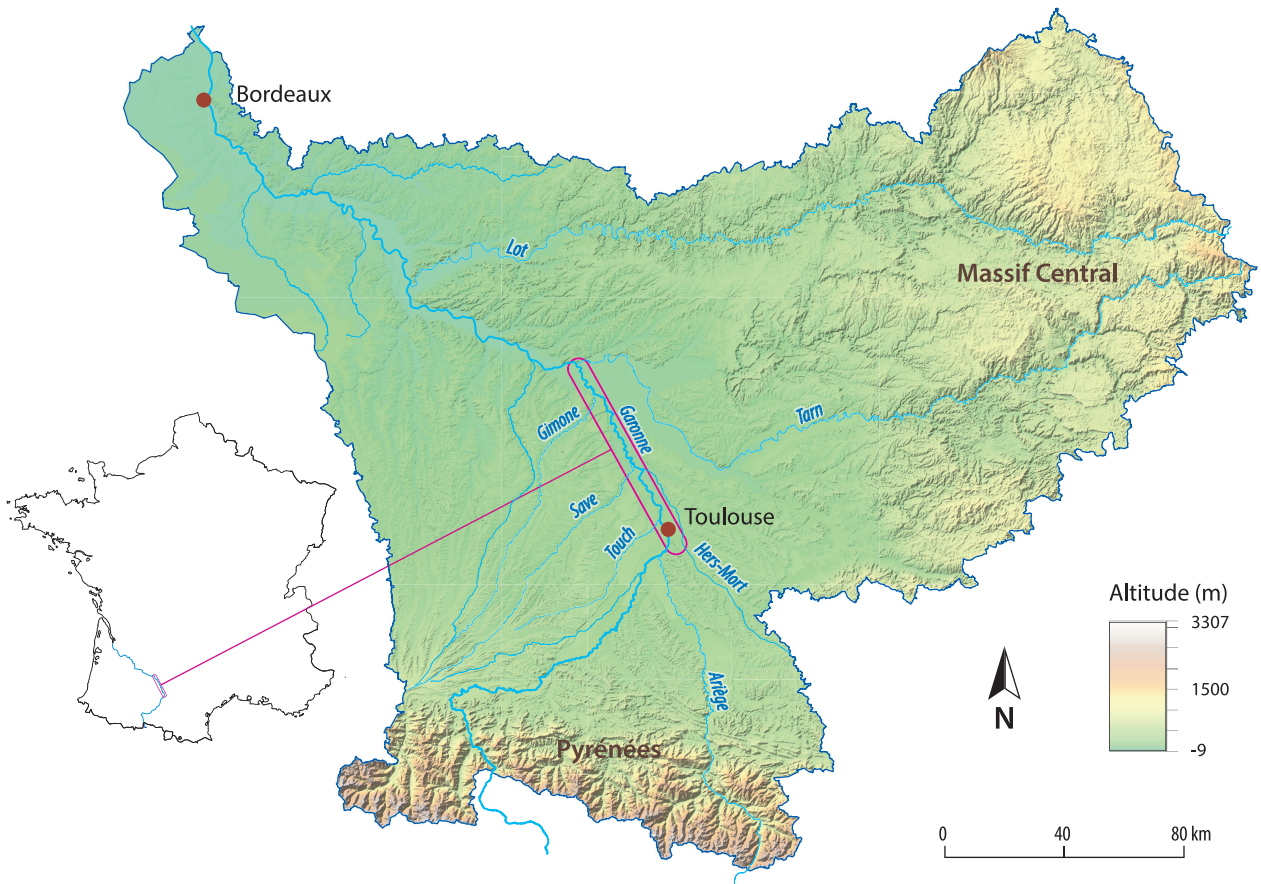 Bordeaux
Lot
Massif Central
Gimone
Garonne
Tarn
Save
Toulouse
Touch
Hers-Mort
Altitude (m)
3307
1500
-9
Ariège
N
Pyrenées
0 40 80 km